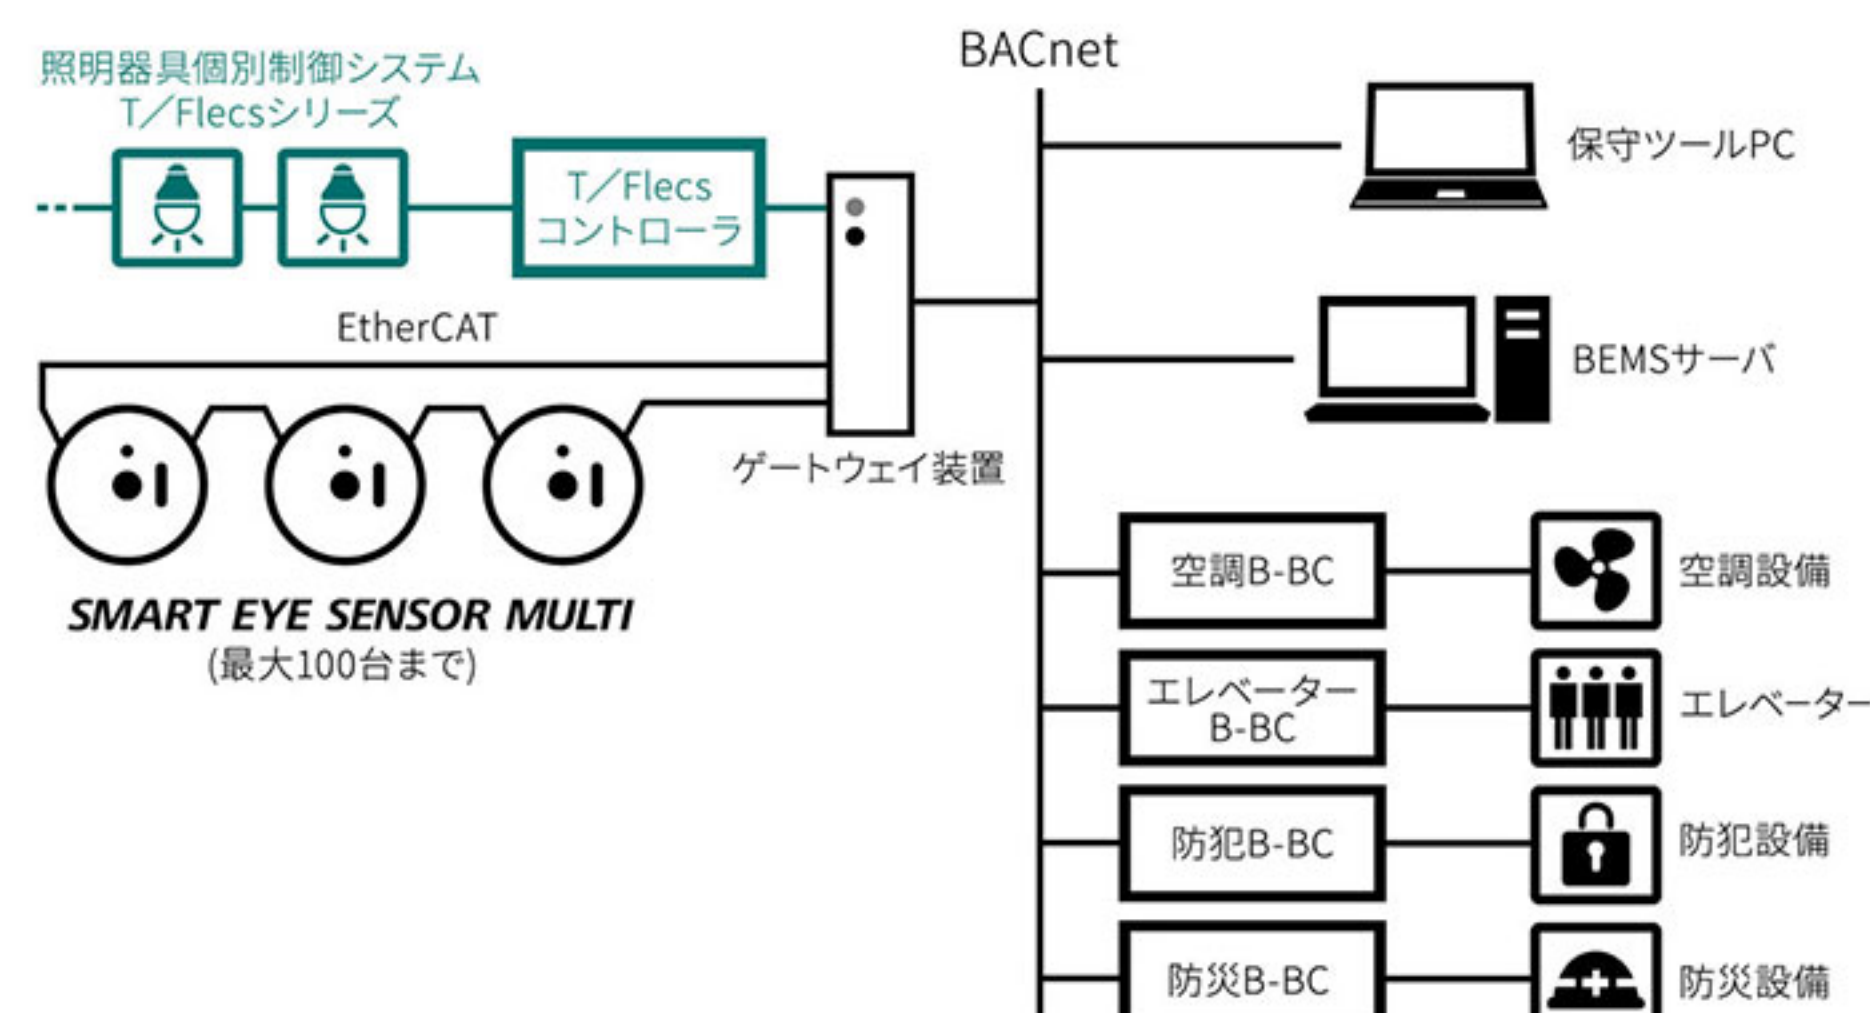 照明器具個別制御システム
T／Flecsシリーズ
T／Flecs
コントローラ
EtherCAT
SMART EYE SENSOR MULTI
(最大100台まで)
ゲートウェイ装置
BACnet
保守ツールPC
BEMSサーバ
空調B-BC
空調設備
エレベーター
B-BC
エレベーター
防犯B-BC
防犯設備
防災B-BC
防災設備